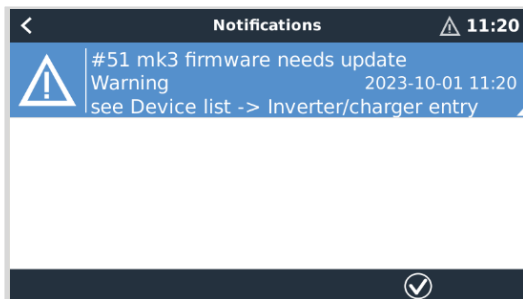 Notifications
11:20
#51 mk3 firmware needs update
Warning
2023-10-01 11:20
see Device list -> Inverter/charger entry